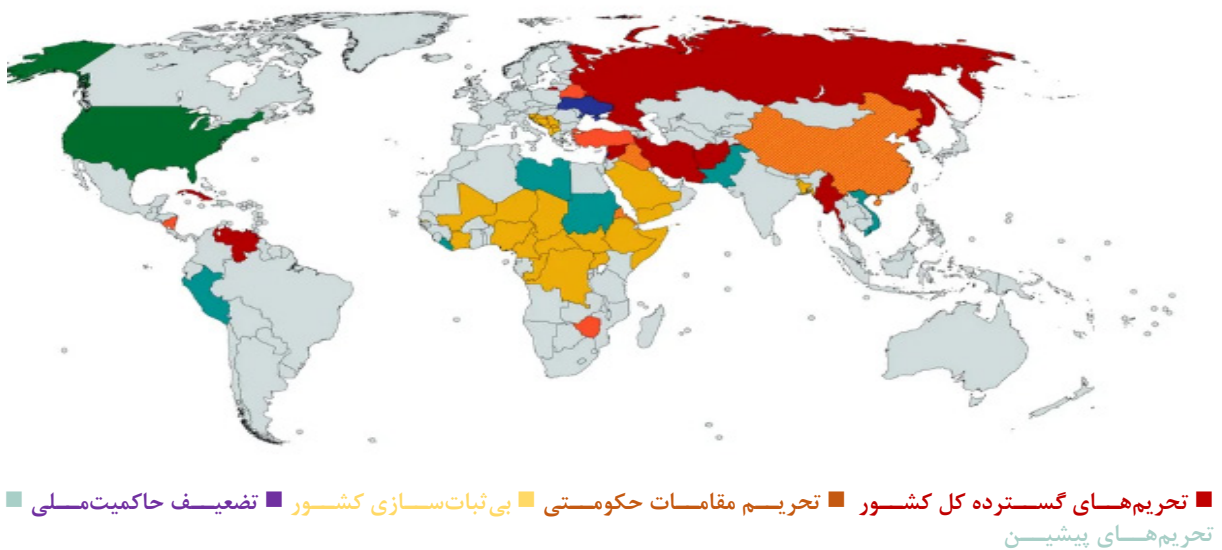 ■ تحریم‌های گسترده کل کشور ■ تحریم مقامات حکومتی ■ بی‌ثبات‌سازی کشور ■ تضعیف حاکمیت‌ملی ■
تحریم‌های پیشین